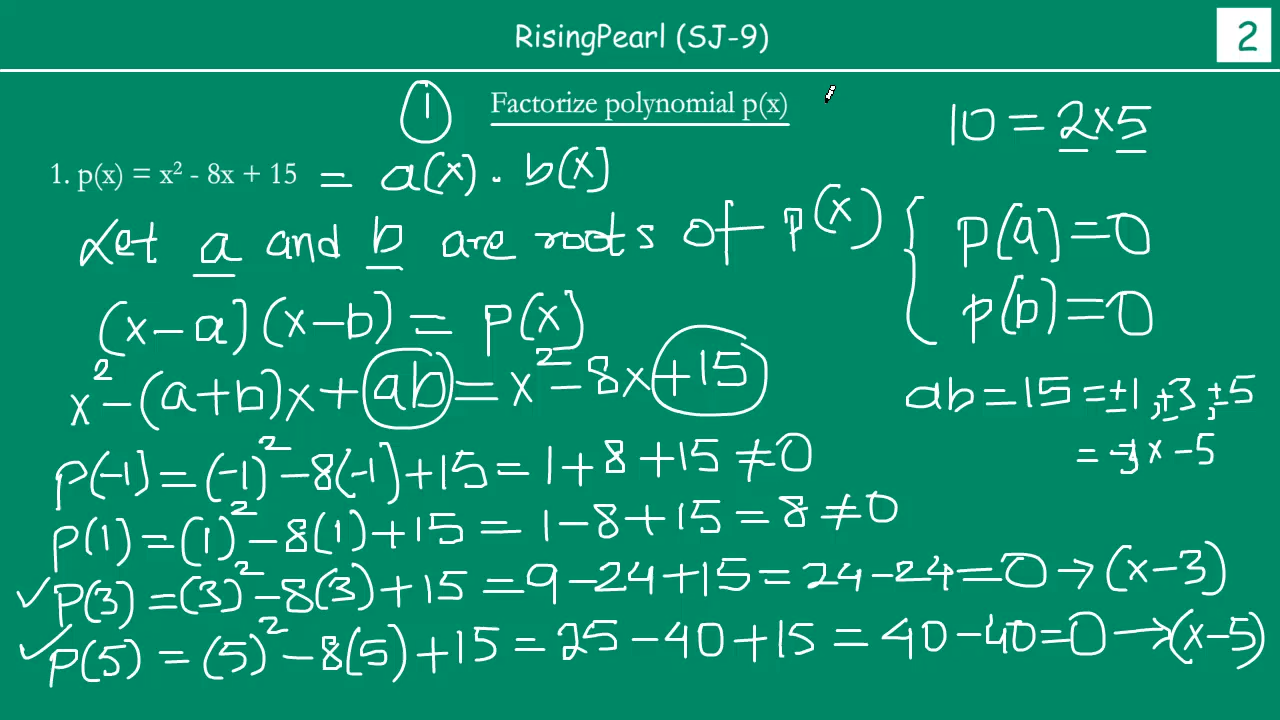 RisingPearl (SJ-9)
2
1
Factorize polynomial p(x)
10 = 2 x 5
1. p(x) = x² - 8x + 15 = a(x) . b(x)
Let a and b are roots of p(x)
p(a) = 0
p(b) = 0
(x - a)(x - b) = p(x)
x² - (a+b)x + ab = x² - 8x + 15
ab = 15 = ±1, ±3, ±5
= -3 x -5
p(-1) = (-1)² - 8(-1) + 15 = 1 + 8 + 15 ≠ 0
p(1) = (1)² - 8(1) + 15 = 1 - 8 + 15 = 8 ≠ 0
✓ p(3) = (3)² - 8(3) + 15 = 9 - 24 + 15 = 24 - 24 = 0 → (x - 3)
✓ p(5) = (5)² - 8(5) + 15 = 25 - 40 + 15 = 40 - 40 = 0 → (x - 5)